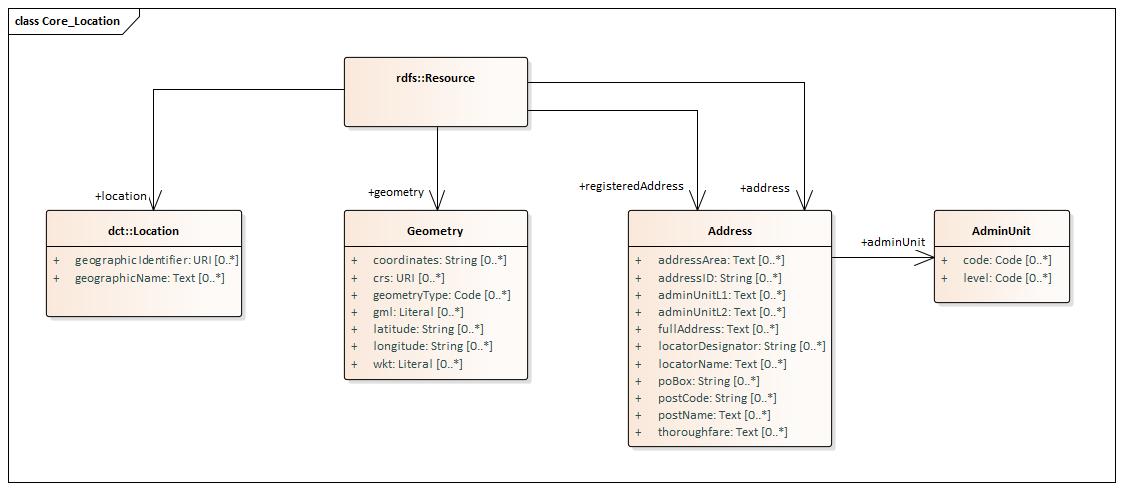 class Core_Location
rdfs::Resource
+location
+geometry
+registeredAddress
+address
dct::Location
+ geographicIdentifier: URI [0..*]
+ geographicName: Text [0..*]
Geometry
+ coordinates: String [0..*]
+ crs: URI [0..*]
+ geometryType: Code [0..*]
+ gml: Literal [0..*]
+ latitude: String [0..*]
+ longitude: String [0..*]
+ wkt: Literal [0..*]
Address
+ addressArea: Text [0..*]
+ addressID: String [0..*]
+ adminUnitL1: Text [0..*]
+ adminUnitL2: Text [0..*]
+ fullAddress: Text [0..*]
+ locatorDesignator: String [0..*]
+ locatorName: Text [0..*]
+ poBox: String [0..*]
+ postCode: String [0..*]
+ postName: Text [0..*]
+ thoroughfare: Text [0..*]
+adminUnit
AdminUnit
+ code: Code [0..*]
+ level: Code [0..*]